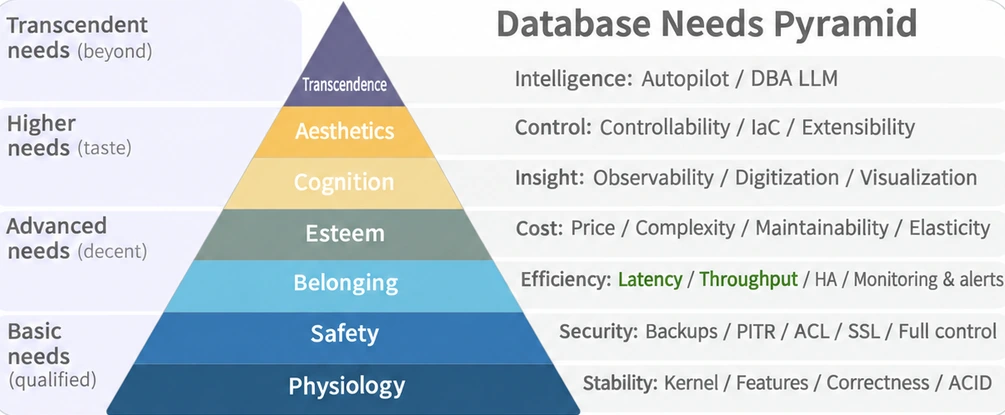 Database Needs Pyramid
Transcendent
needs (beyond)
Transcendence
Intelligence: Autopilot / DBA LLM
Higher
needs (taste)
Aesthetics
Control: Controllability / IaC / Extensibility
Cognition
Insight: Observability / Digitization / Visualization
Advanced
needs (decent)
Esteem
Cost: Price / Complexity / Maintainability / Elasticity
Belonging
Efficiency: Latency / Throughput / HA / Monitoring & alerts
Basic
needs
(qualified)
Safety
Security: Backups / PITR / ACL / SSL / Full control
Physiology
Stability: Kernel / Features / Correctness / ACID